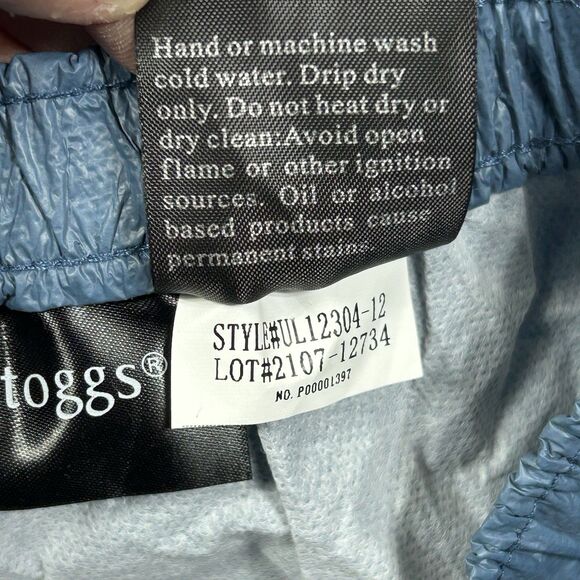 Hand or machine wash
cold water. Drip dry
only. Do not heat dry or
dry clean.Avoid open
flame or other ignition
sources. Oil or alcohol
based products cause
permanent stains.
STYLE#UL12304-12
LOT#2107-12734
NO. P00001397
toggs®